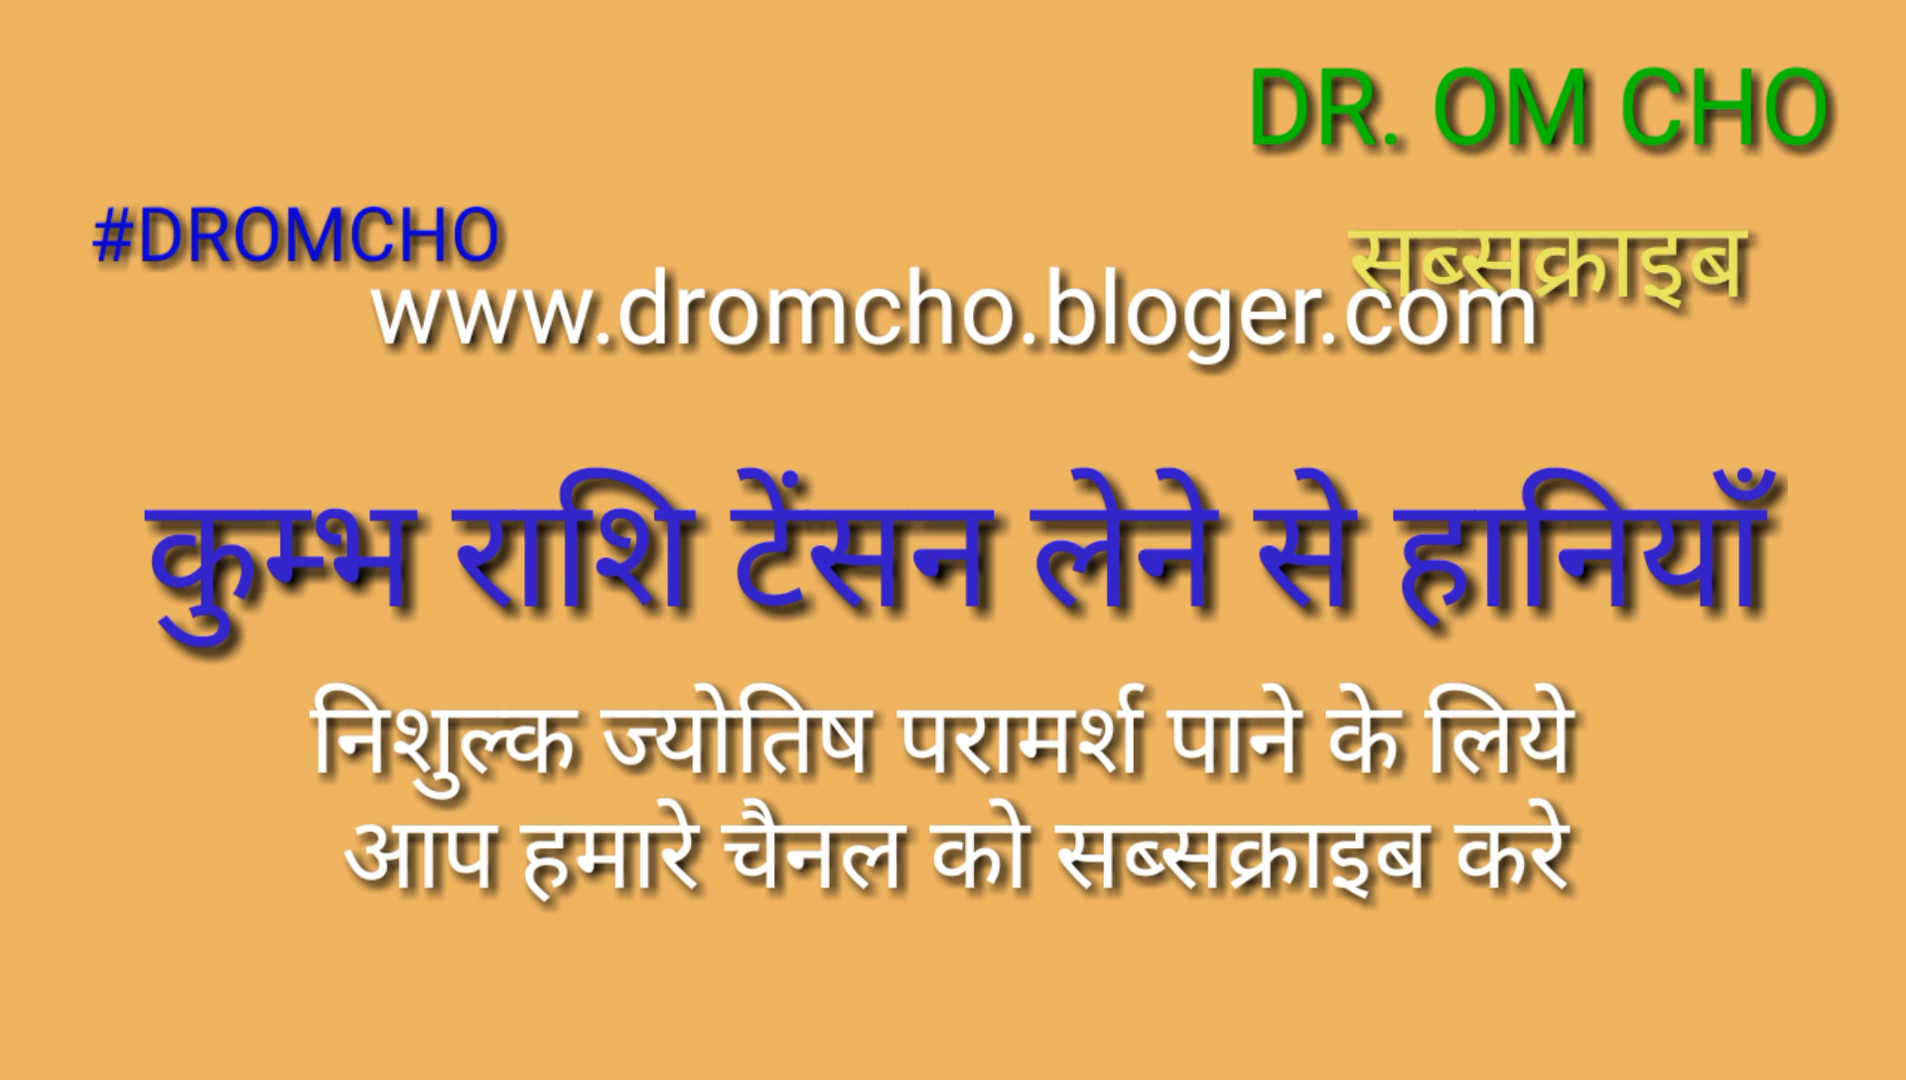 DR. OM CHO
#DROMCHO
सब्सक्राइब
www.dromcho.bloger.com
कुम्भ राशि टेंसन लेने से हानियाँ
निशुल्क ज्योतिष परामर्श पाने के लिये
आप हमारे चैनल को सब्सक्राइब करे